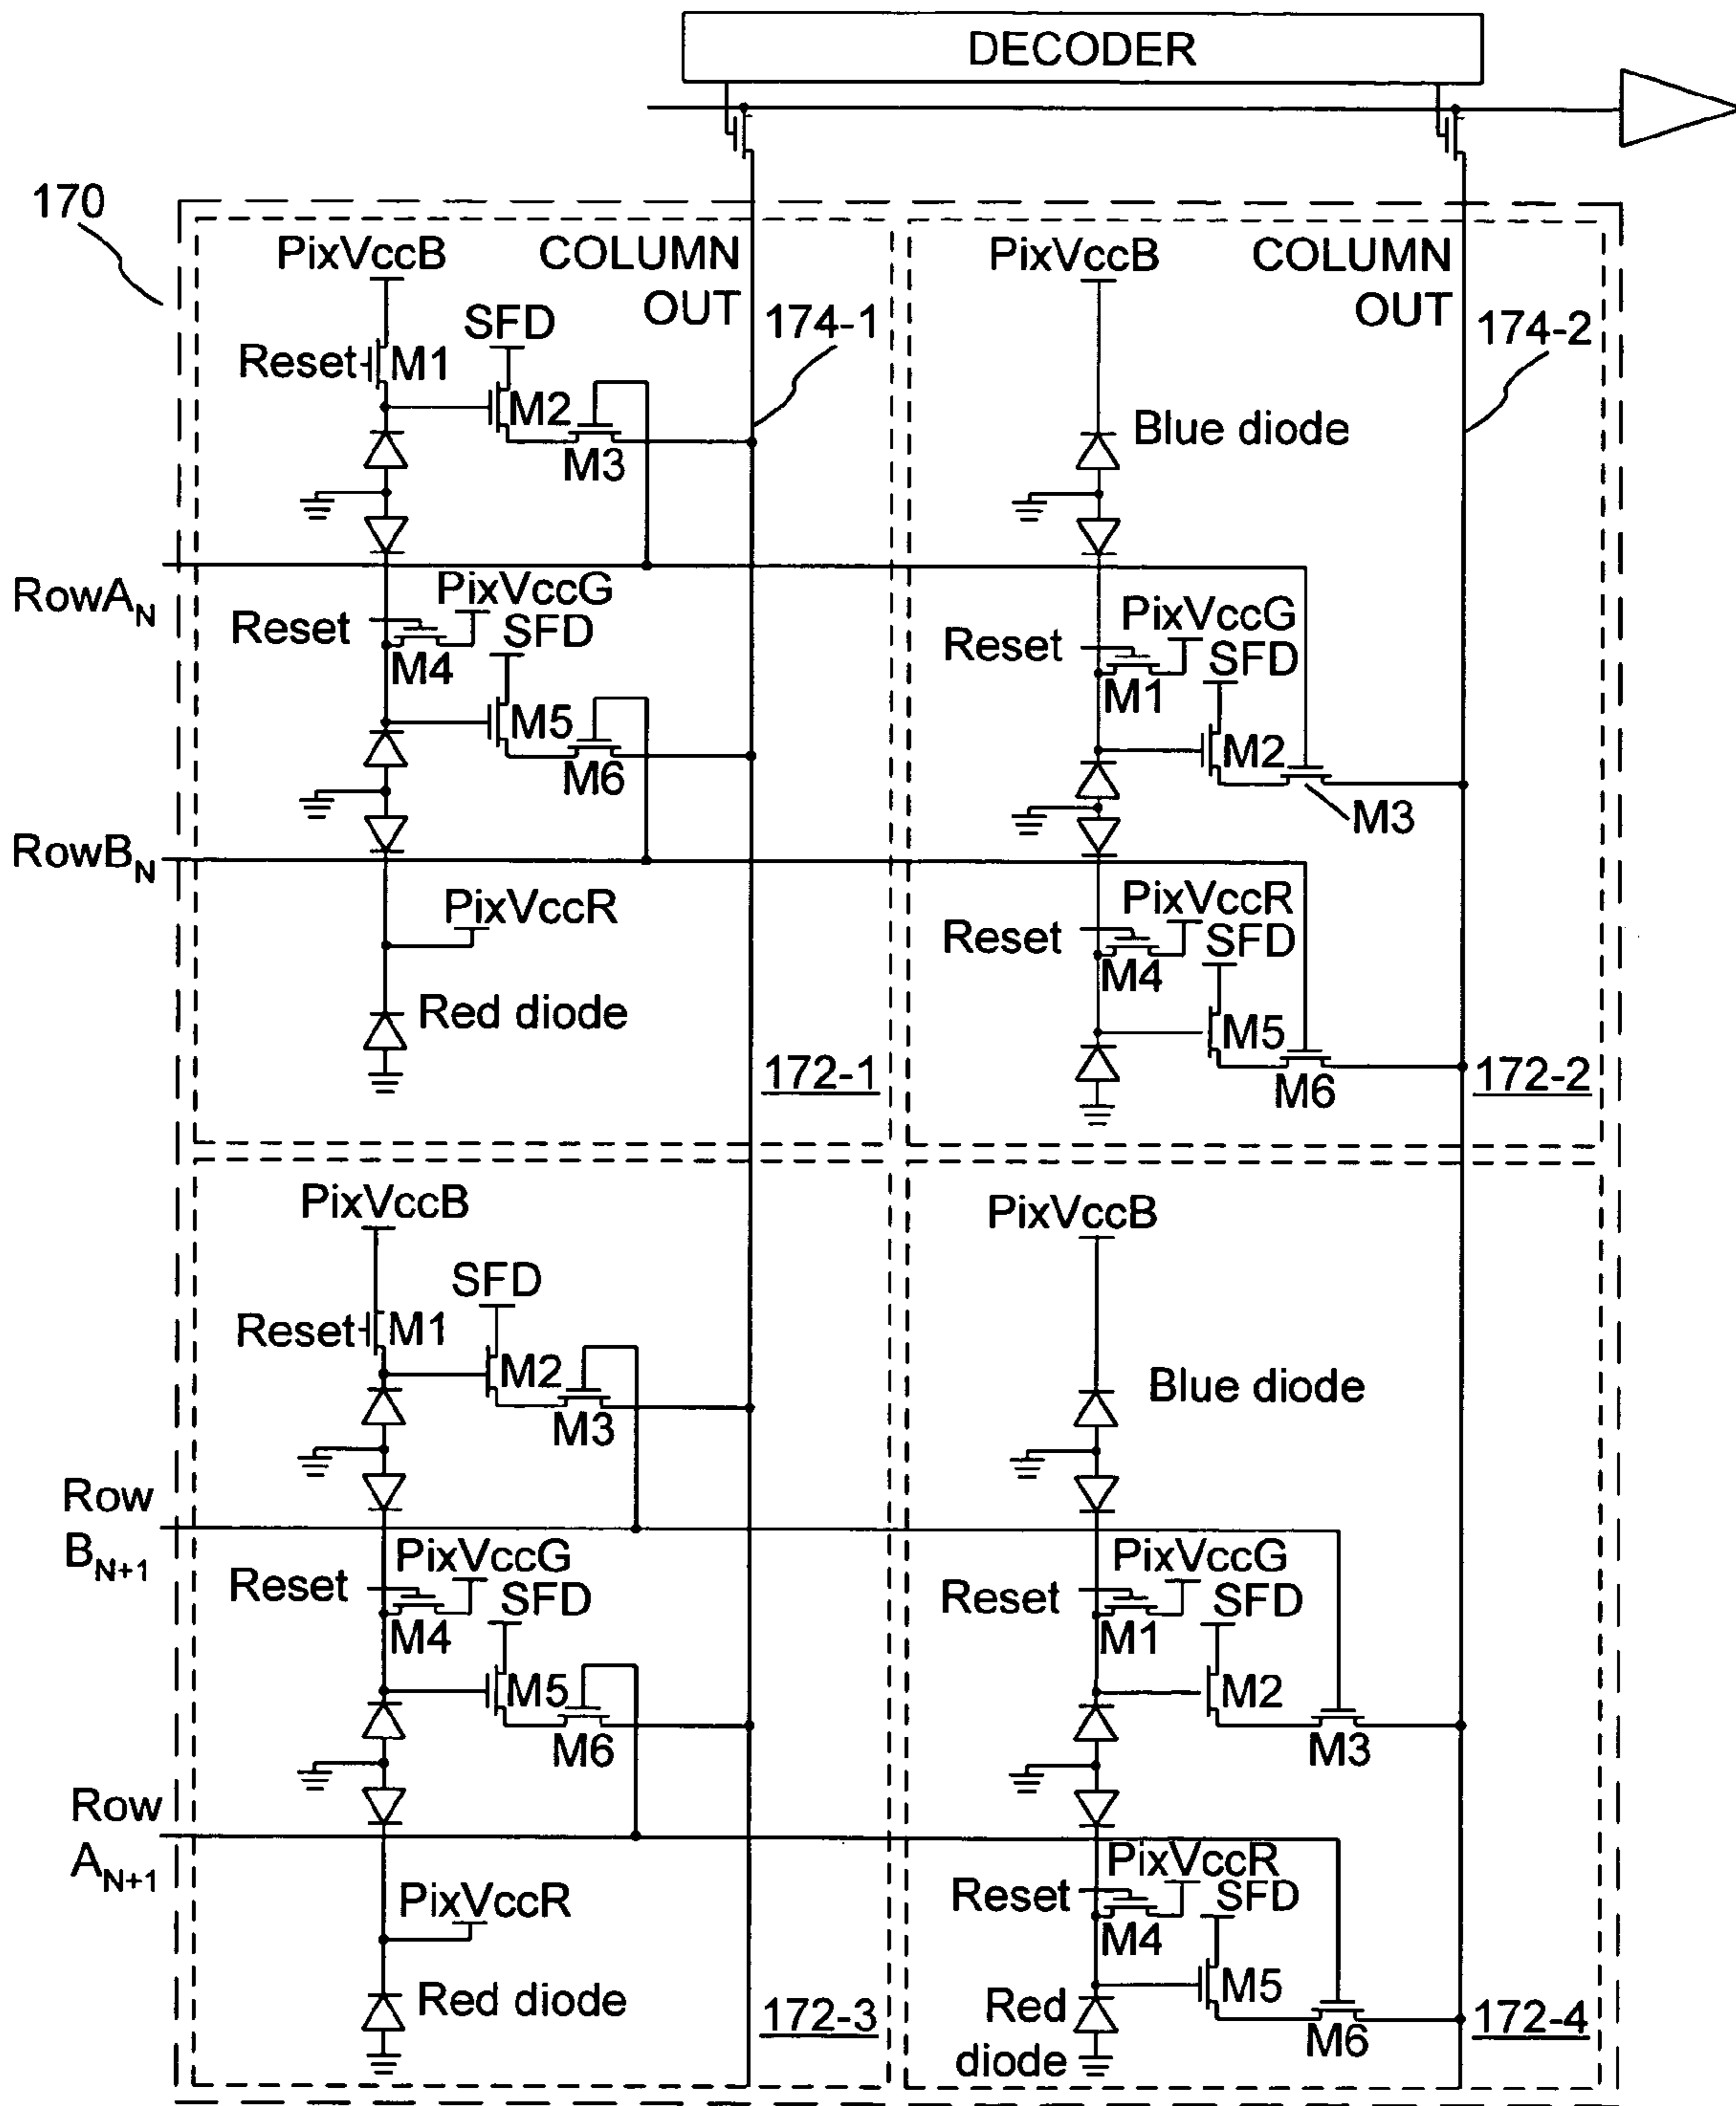 DECODER
170
PixVccB
COLUMN
OUT
174-1
SFD
Reset
M1
M2
M3
PixVccB
COLUMN
OUT
174-2
Blue diode
RowAN
PixVccG
Reset
SFD
M4
M5
M6
PixVccG
Reset
SFD
M1
M2
M3
RowBN
PixVccR
Red diode
172-1
PixVccR
Reset
SFD
M4
M5
M6
172-2
PixVccB
SFD
Reset
M1
M2
M3
PixVccB
Blue diode
Row
BN+1
PixVccG
Reset
SFD
M4
M5
M6
PixVccG
Reset
SFD
M1
M2
M3
Row
AN+1
PixVccR
Red diode
172-3
PixVccR
Reset
SFD
M4
M5
M6
Red
diode
172-4